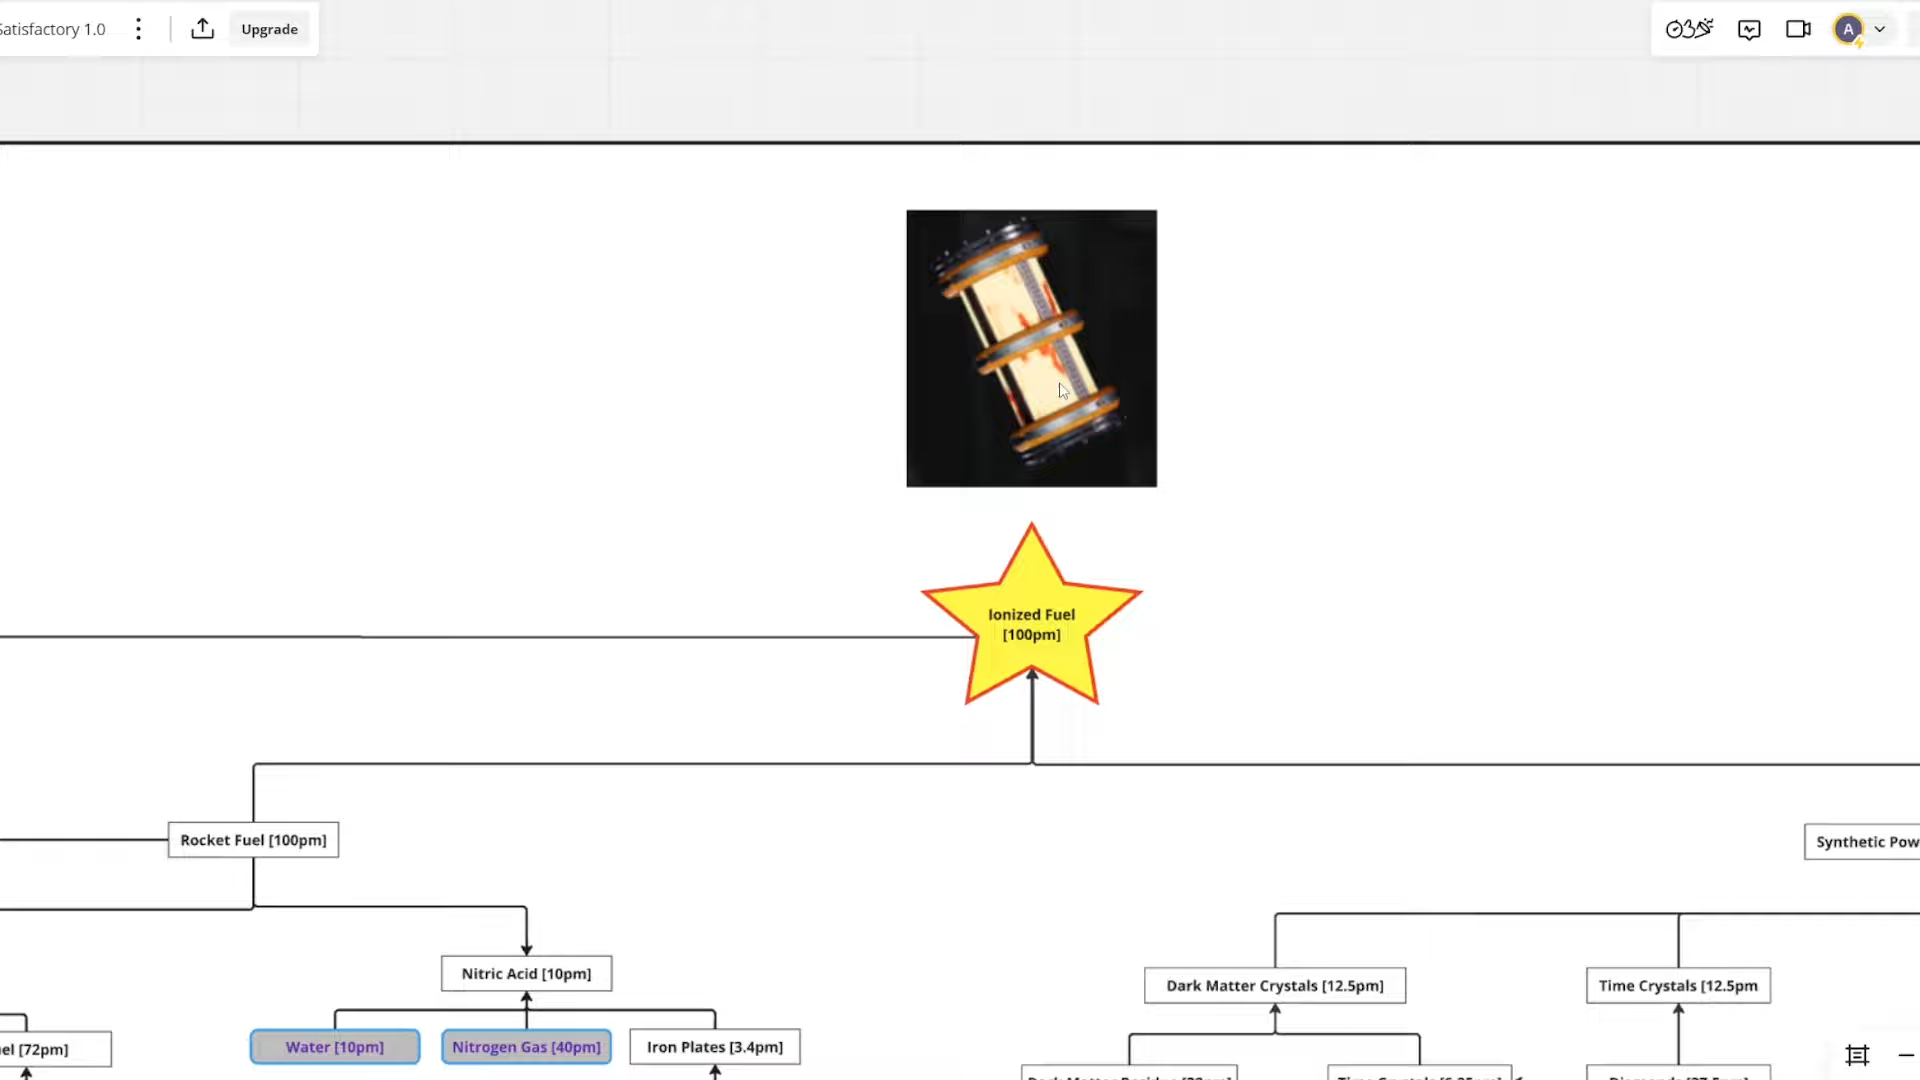 Satisfactory 1.0
Upgrade
A
Ionized Fuel
[100pm]
Rocket Fuel [100pm]
Synthetic Pow
Nitric Acid [10pm]
Dark Matter Crystals [12.5pm]
Time Crystals [12.5pm
el [72pm]
Water [10pm]
Nitrogen Gas [40pm]
Iron Plates [3.4pm]